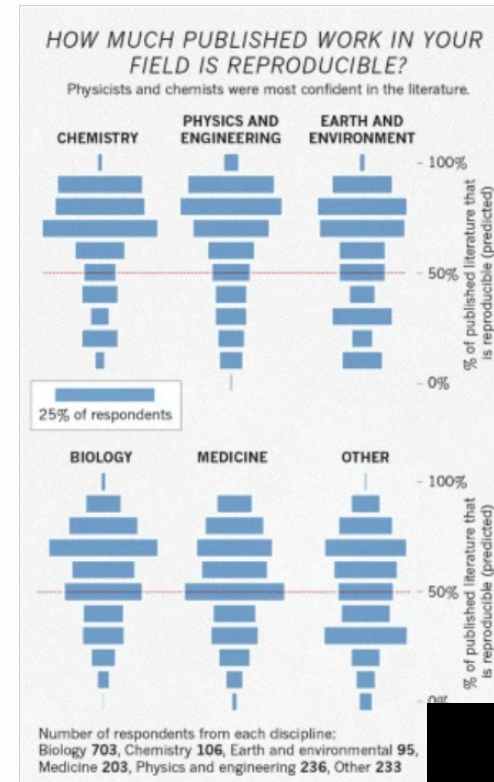 HOW MUCH PUBLISHED WORK IN YOUR
FIELD IS REPRODUCIBLE?
Physicists and chemists were most confident in the literature.
CHEMISTRY
PHYSICS AND
ENGINEERING
EARTH AND
ENVIRONMENT
100%
50%
0%
% of published literature that
is reproducible (predicted)
25% of respondents
BIOLOGY
MEDICINE
OTHER
100%
50%
% of published literature that
is reproducible (predicted)
Number of respondents from each discipline:
Biology 703, Chemistry 106, Earth and environmental 95,
Medicine 203, Physics and engineering 236, Other 233